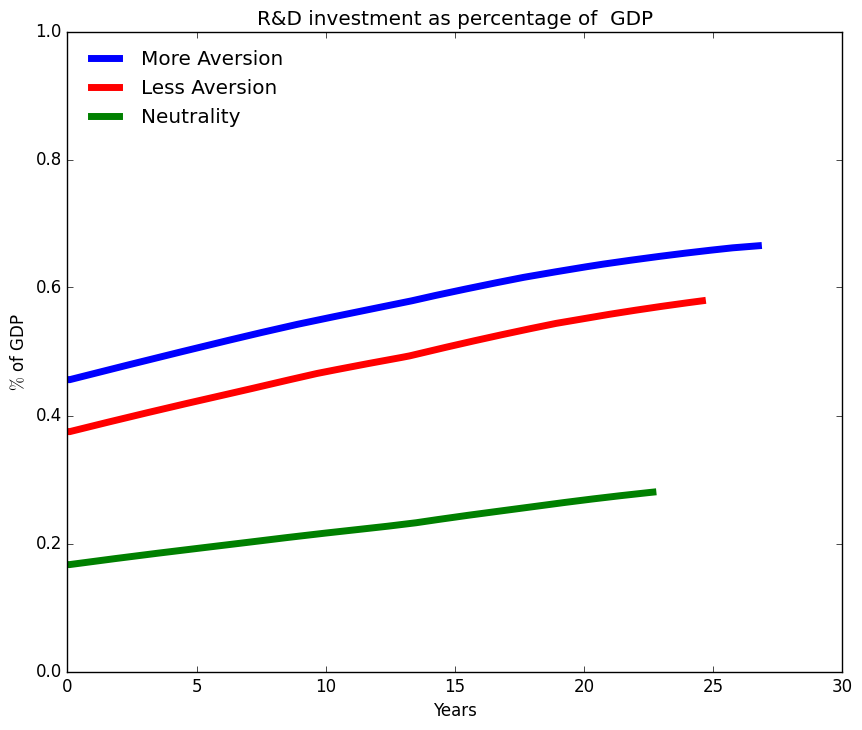 R&D investment as percentage of  GDP
1.0
0.8
0.6
0.4
0.2
0.0
% of GDP
More Aversion
Less Aversion
Neutrality
0 5 10 15 20 25 30
Years